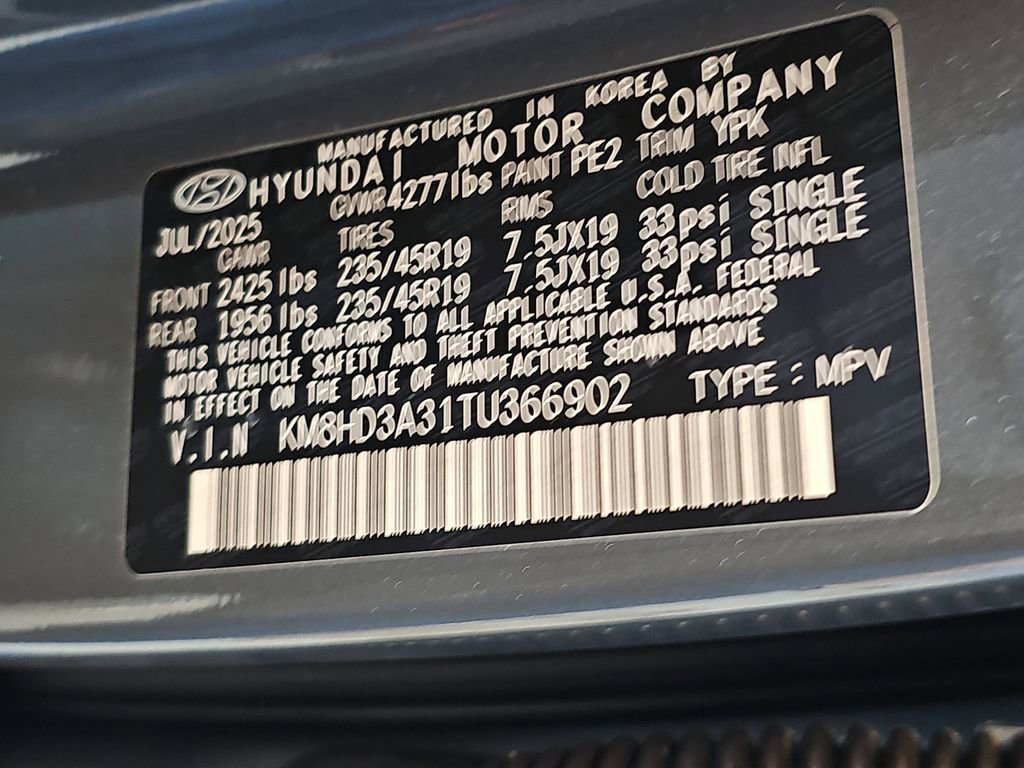 MANUFACTURED IN KOREA BY
HYUNDAI MOTOR COMPANY
JUL/2025 GVWR 4277 lbs PAINT PE2 TRIM YPK
GAWR TIRES RIMS COLD TIRE INFL
FRONT 2425 lbs 235/45R19 7.5JX19 33psi SINGLE
REAR 1956 lbs 235/45R19 7.5JX19 33psi SINGLE
THIS VEHICLE CONFORMS TO ALL APPLICABLE U.S.A. FEDERAL
MOTOR VEHICLE SAFETY AND THEFT PREVENTION STANDARDS
IN EFFECT ON THE DATE OF MANUFACTURE SHOWN ABOVE
V.I.N KM8HD3A31TU366902 TYPE : MPV